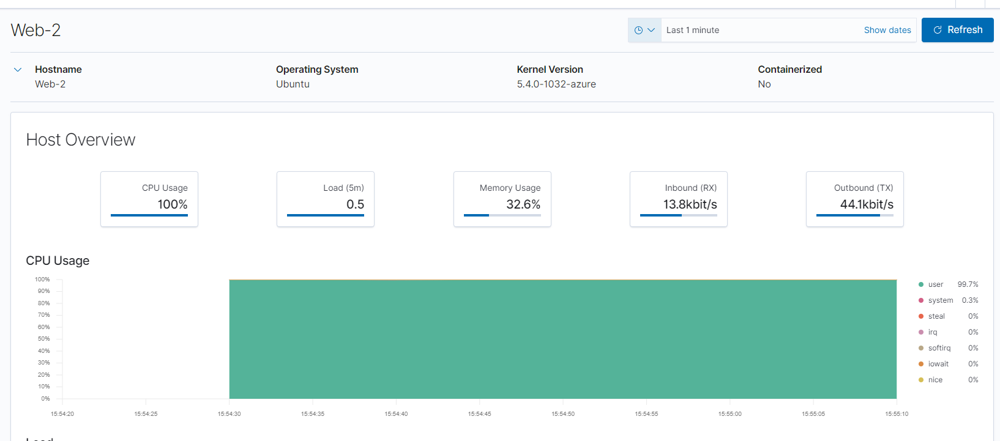 Web-2
Last 1 minute
Show dates
Refresh
Hostname
Operating System
Kernel Version
Containerized
Web-2
Ubuntu
5.4.0-1032-azure
No
Host Overview
CPU Usage
100%
Load (5m)
0.5
Memory Usage
32.6%
Inbound (RX)
13.8kbit/s
Outbound (TX)
44.1kbit/s
CPU Usage
100%
90%
80%
70%
60%
50%
40%
30%
20%
10%
0%
15:54:20
15:54:25
15:54:30
15:54:35
15:54:40
15:54:45
15:54:50
15:54:55
15:55:00
15:55:05
15:55:10
user 99.7%
system 0.3%
steal 0%
irq 0%
softirq 0%
iowait 0%
nice 0%